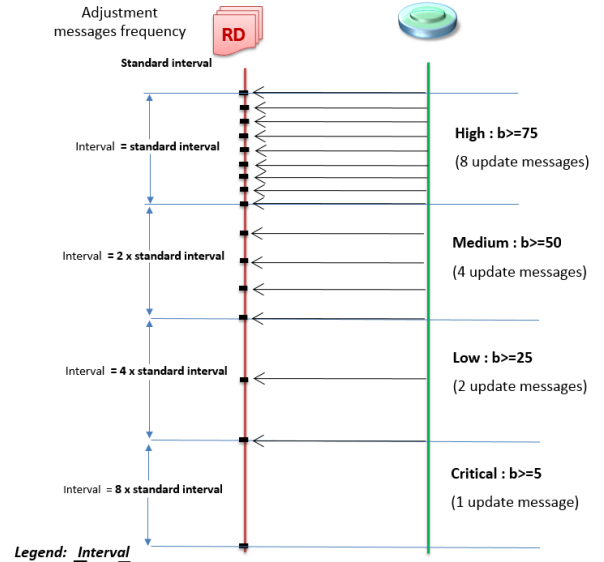 Adjustment
messages frequency
RD
Standard interval
Interval = standard interval
High : b>=75
(8 update messages)
Interval = 2 x standard interval
Medium : b>=50
(4 update messages)
Interval = 4 x standard interval
Low : b>=25
(2 update messages)
Interval = 8 x standard interval
Critical : b>=5
(1 update message)
Legend: Interval